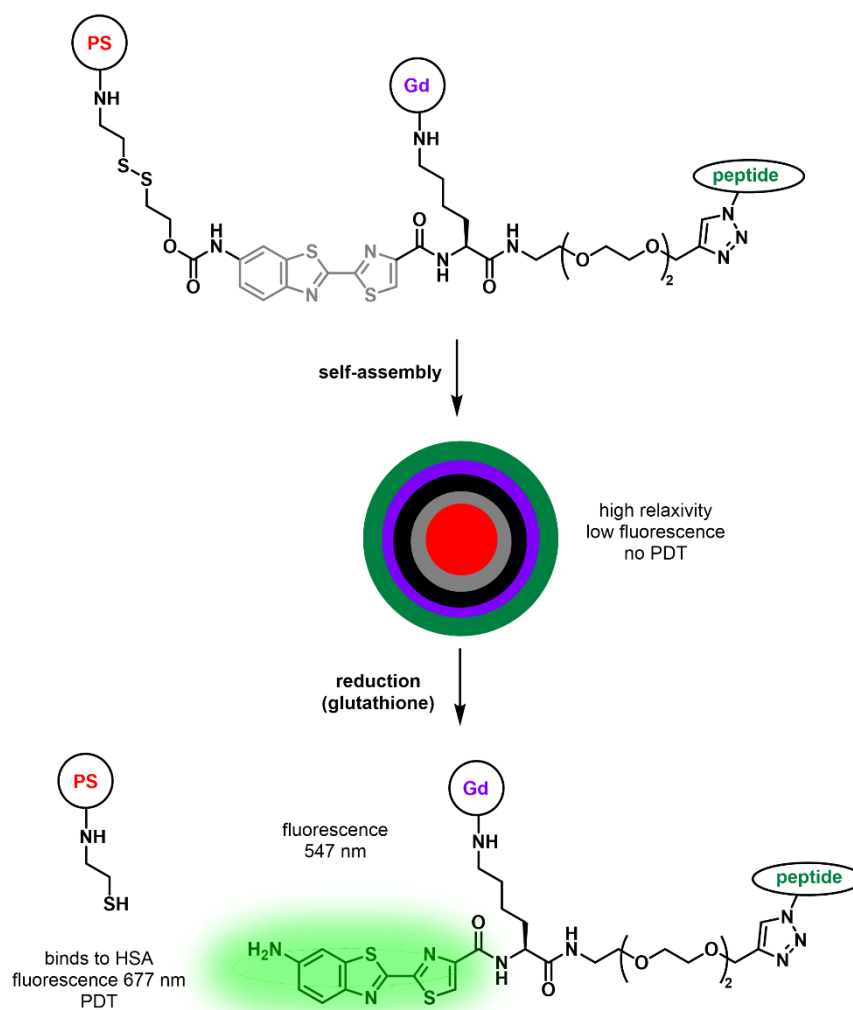 PS
NH
Gd
NH
S
S
peptide
O
NH
O
S
N
N
S
O
N
H
O
H
N
O
O
2
N
N
N
self-assembly
high relaxivity
low fluorescence
no PDT
reduction
(glutathione)
PS
NH
SH
fluorescence
547 nm
Gd
NH
peptide
binds to HSA
fluorescence 677 nm
PDT
H2N
S
N
N
S
O
N
H
O
H
N
O
O
2
N
N
N